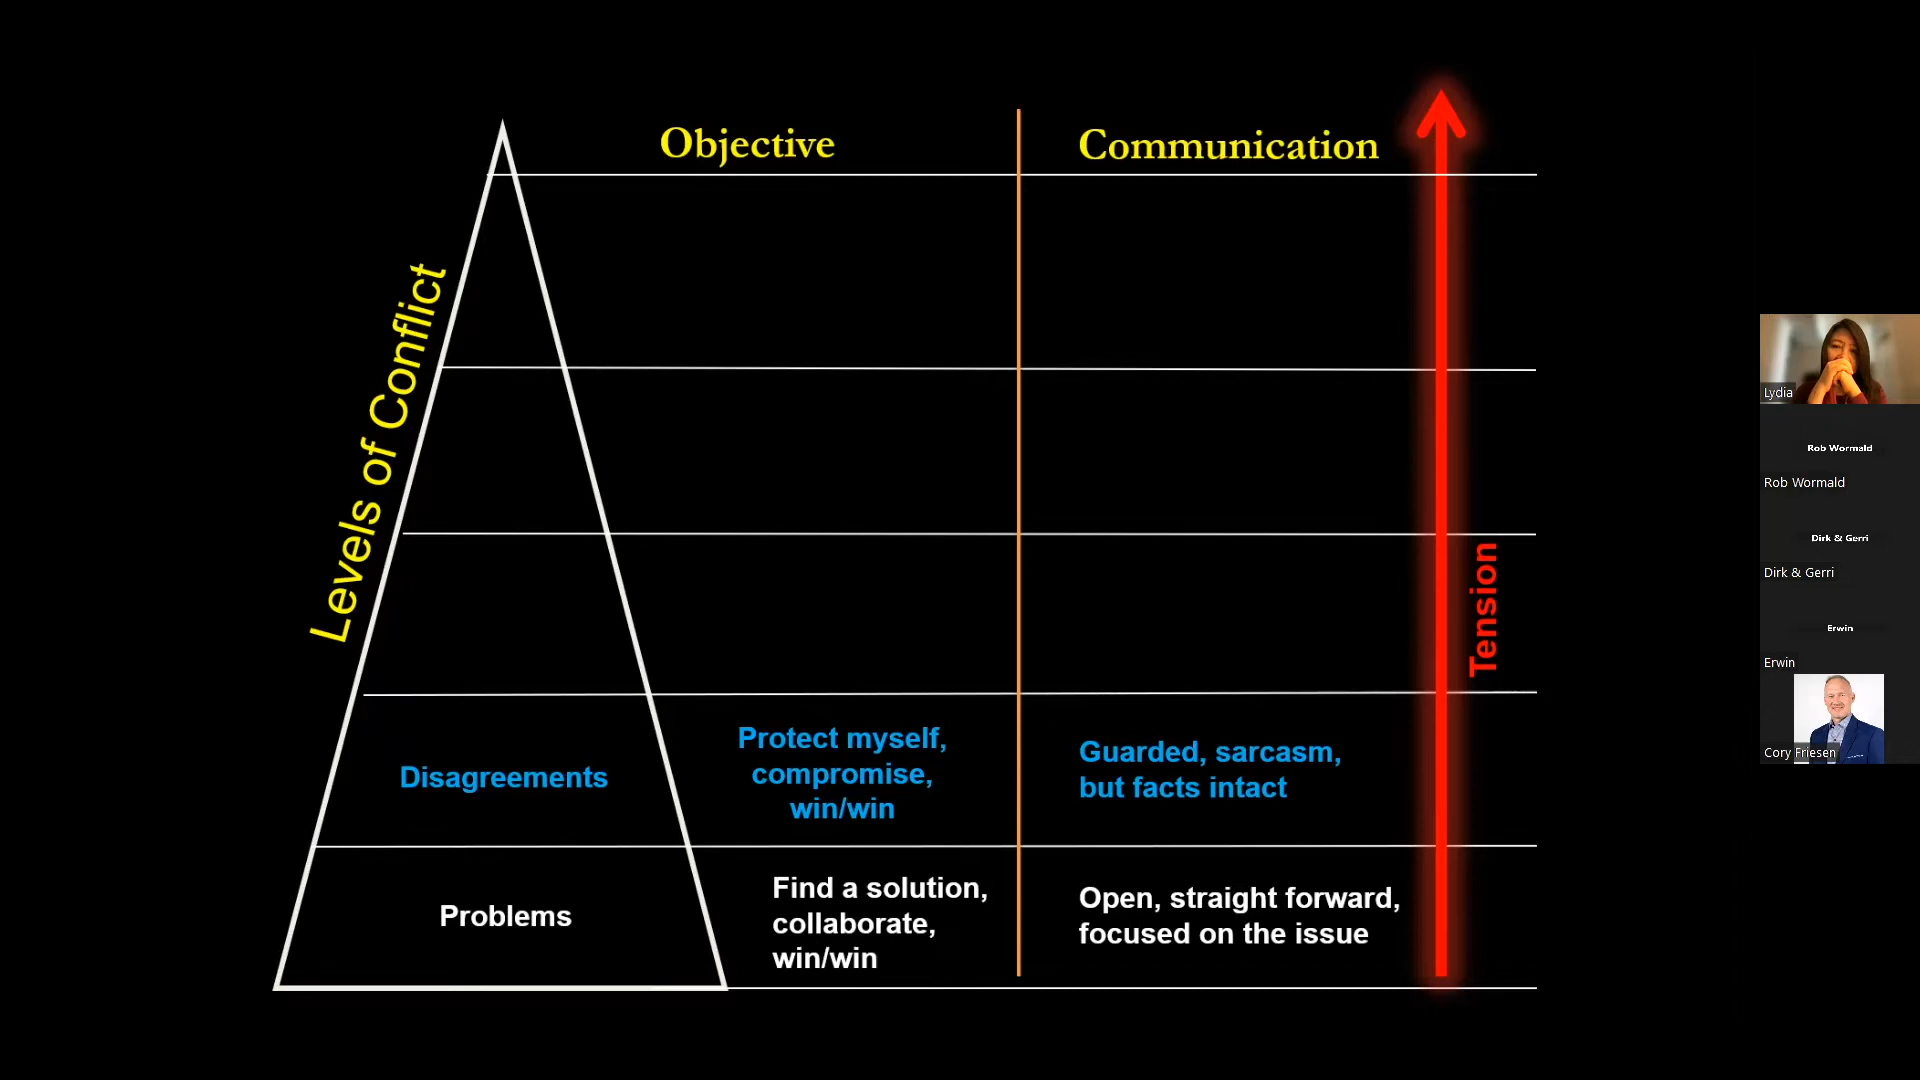 Objective
Communication
Levels of Conflict
Tension
Disagreements
Protect myself,
compromise,
win/win
Guarded, sarcasm,
but facts intact
Problems
Find a solution,
collaborate,
win/win
Open, straight forward,
focused on the issue
Lydia
Rob Wormald
Rob Wormald
Dirk & Gerri
Dirk & Gerri
Erwin
Erwin
Cory Friesen